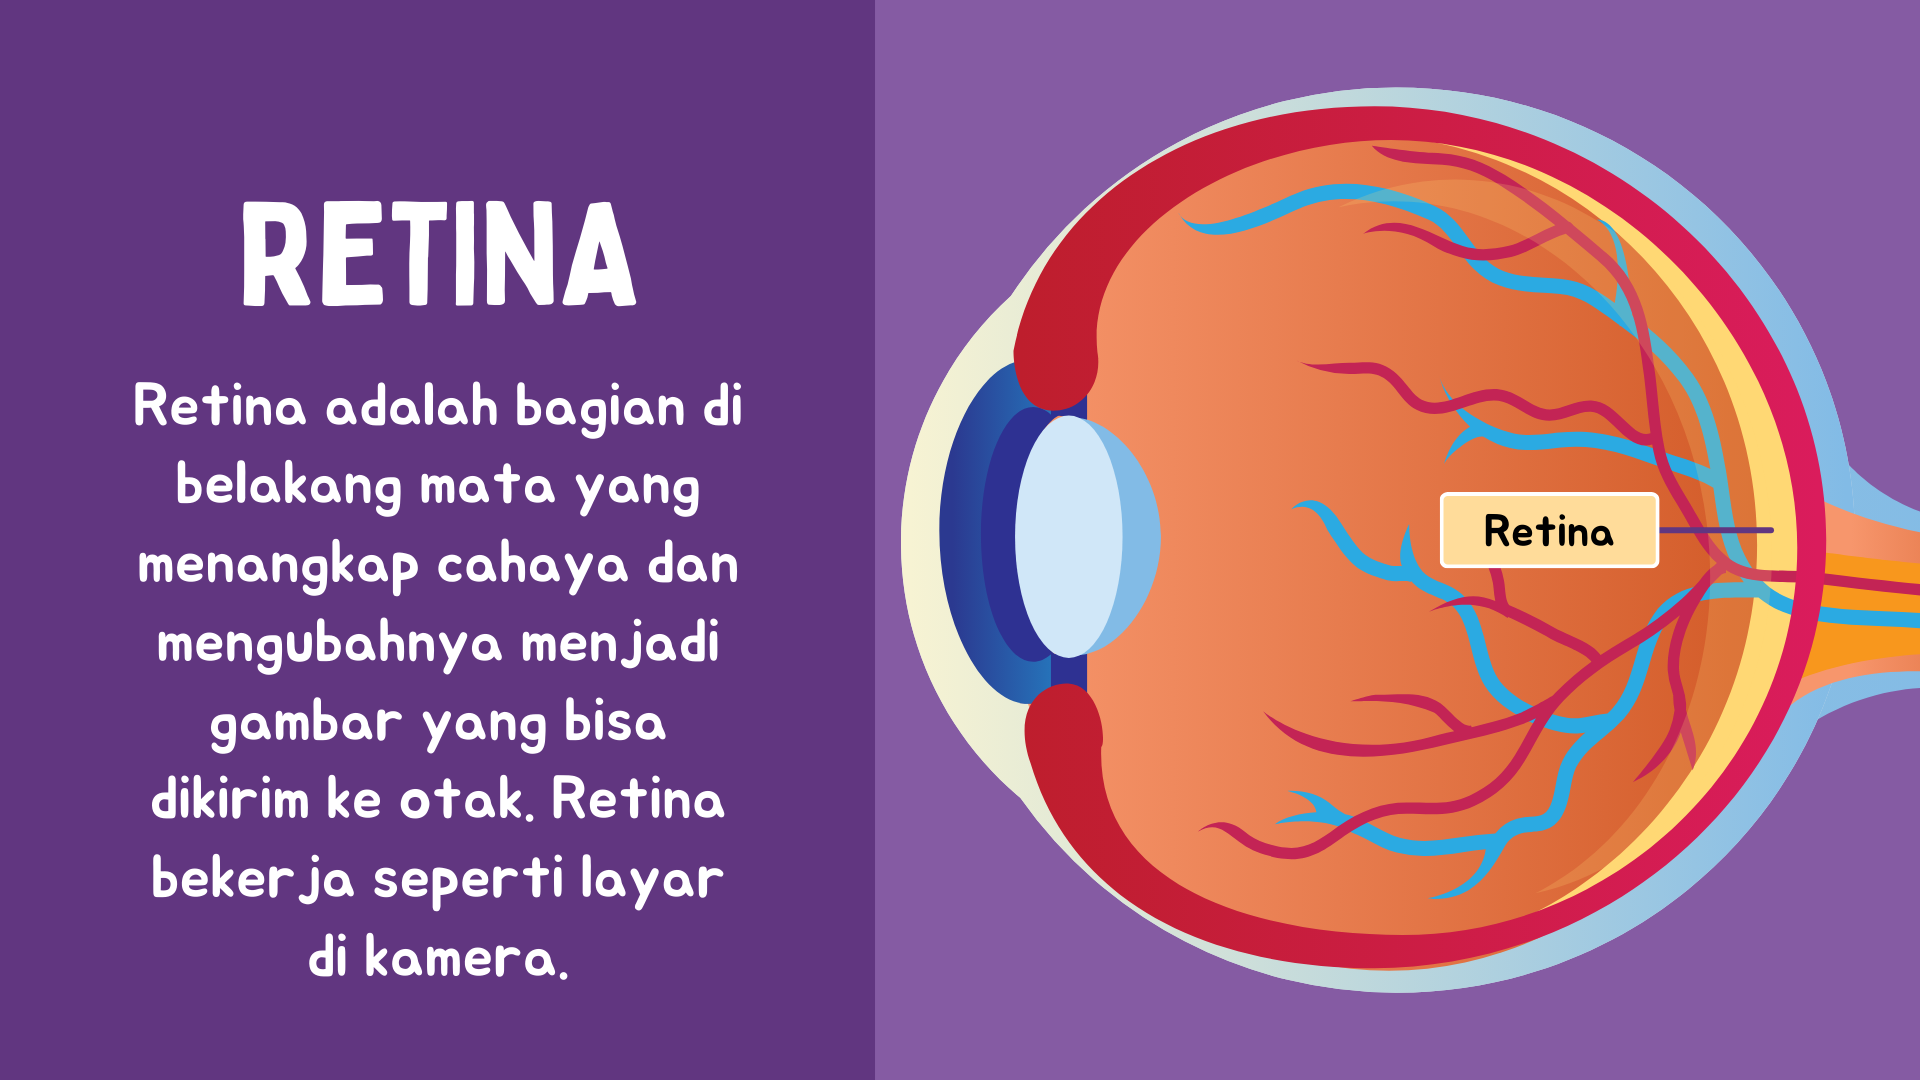 RETINA
Retina adalah bagian di
belakang mata yang
menangkap cahaya dan
mengubahnya menjadi
gambar yang bisa
dikirim ke otak. Retina
bekerja seperti layar
di kamera.
Retina